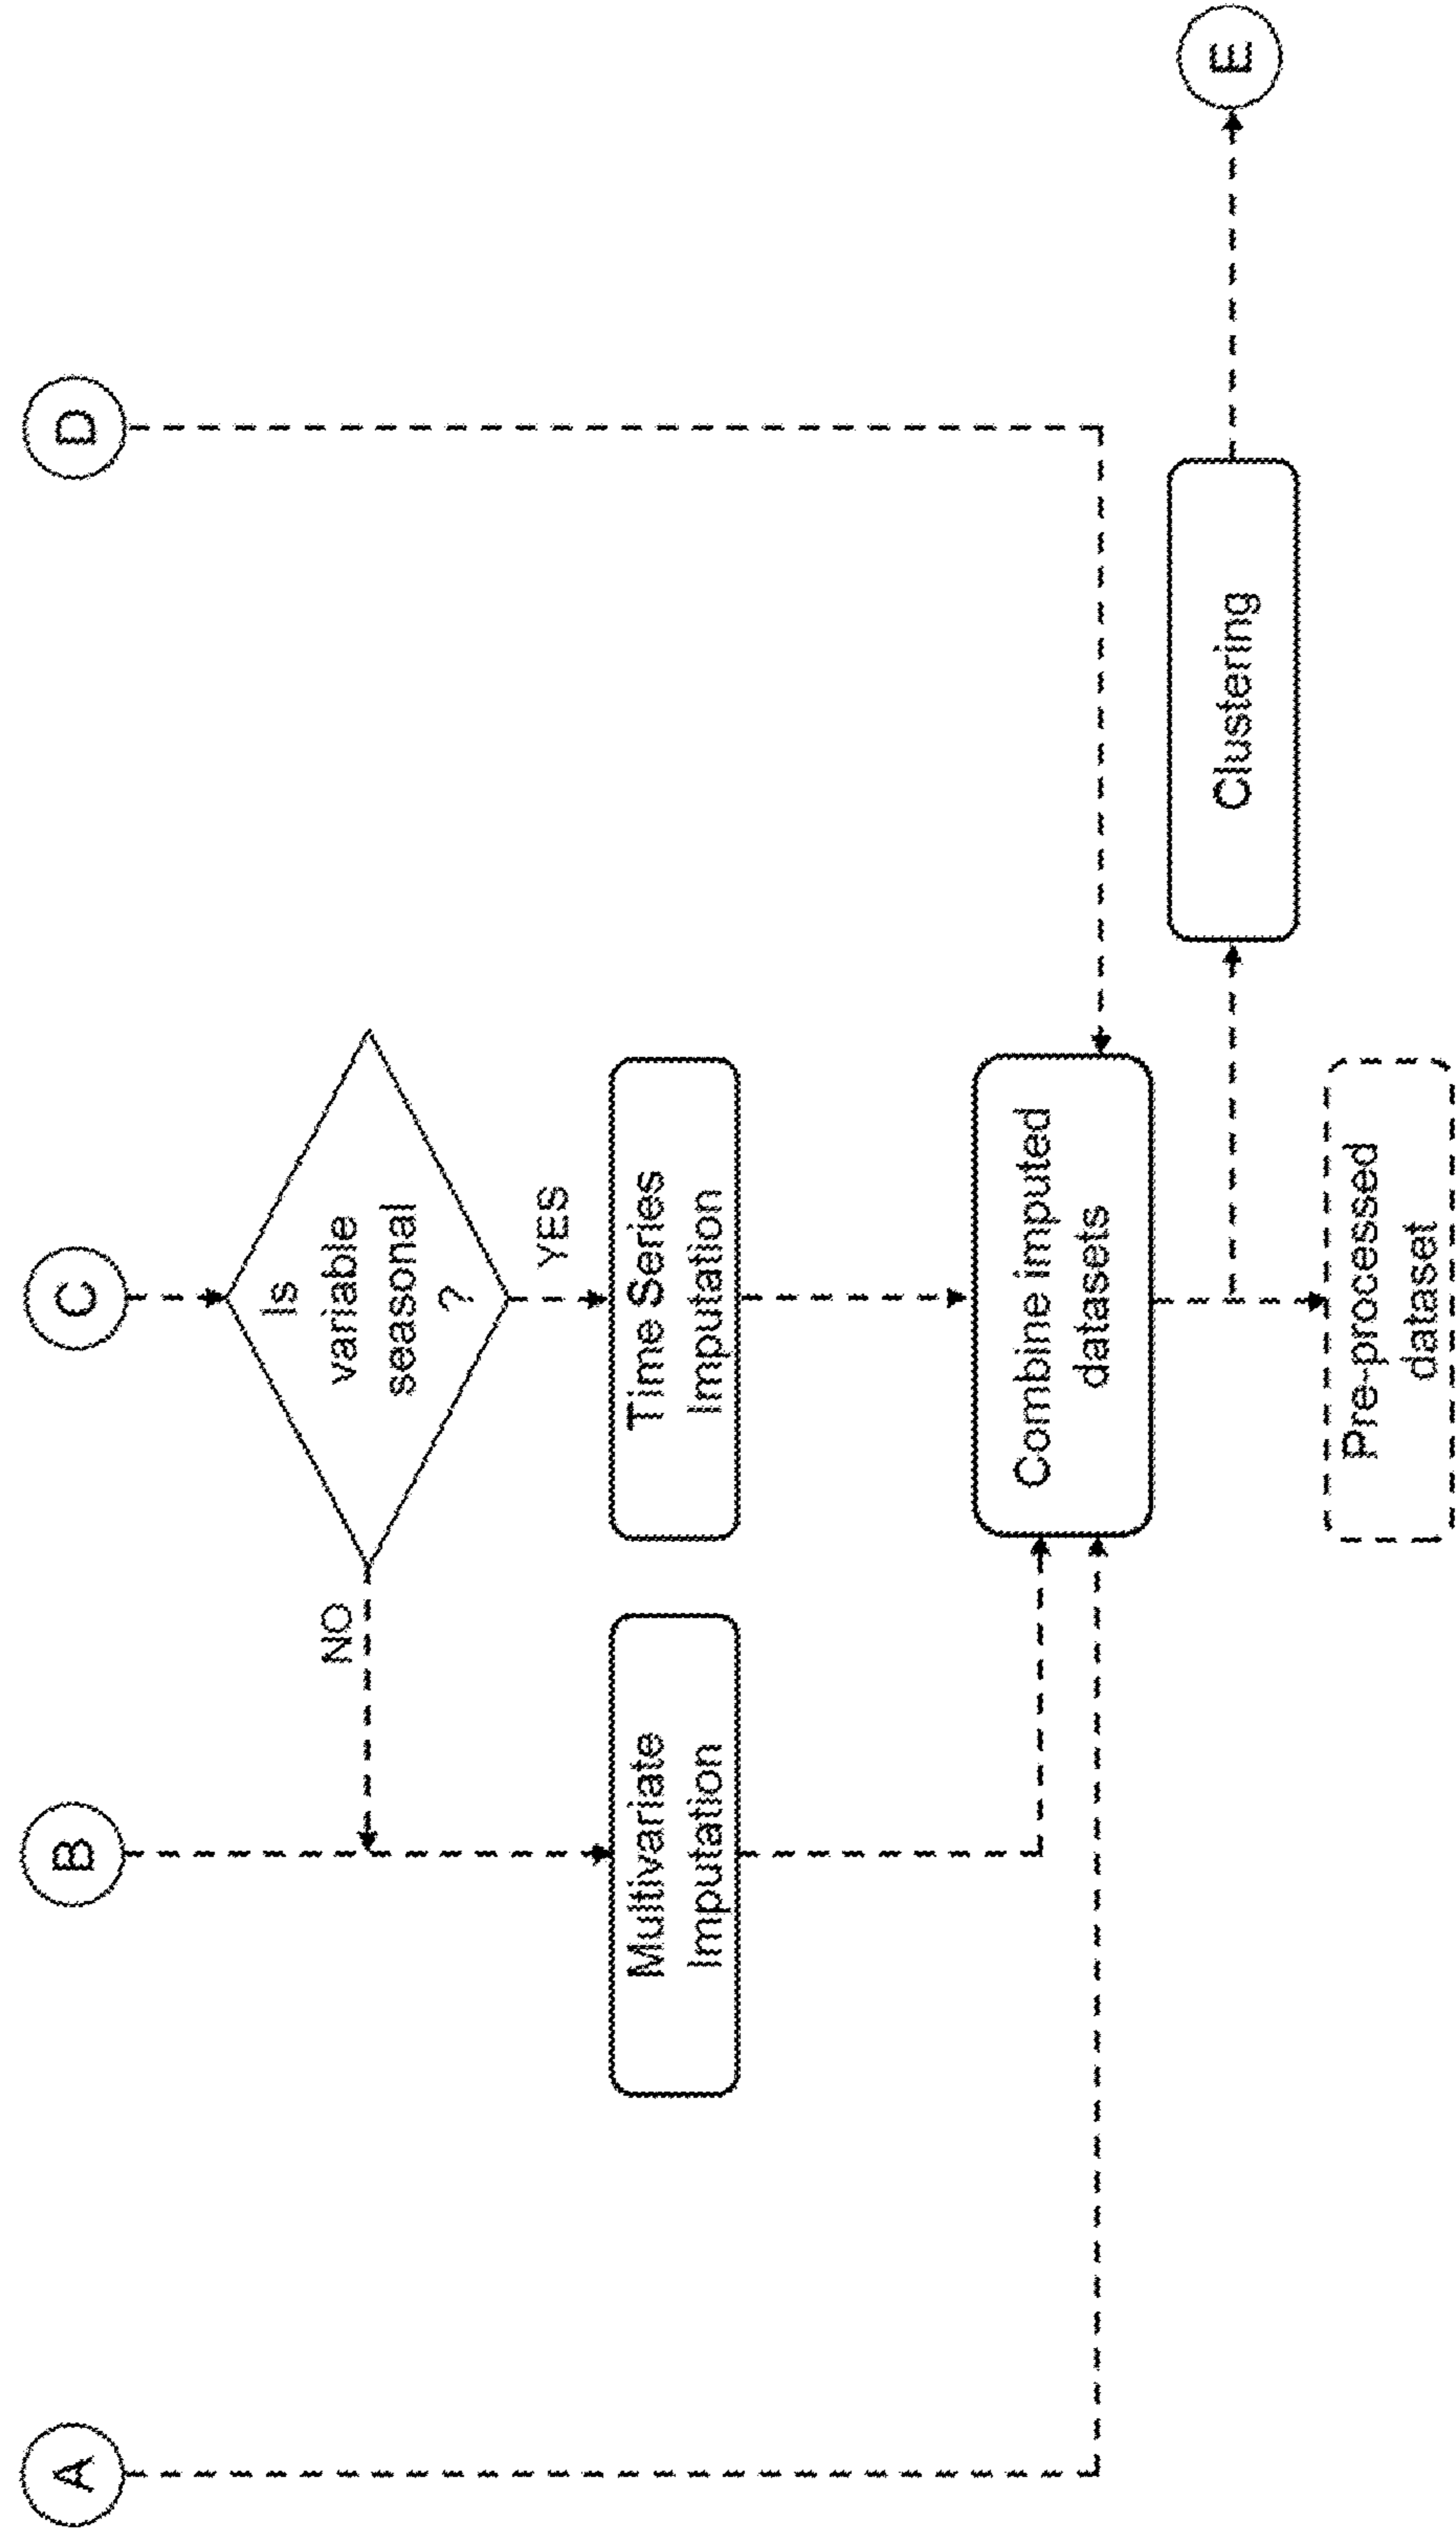 A
B
C
D
Is
variable
seasonal
?
NO
YES
Multivariate
Imputation
Time Series
Imputation
Combine imputed
datasets
Clustering
E
Pre-processed
dataset